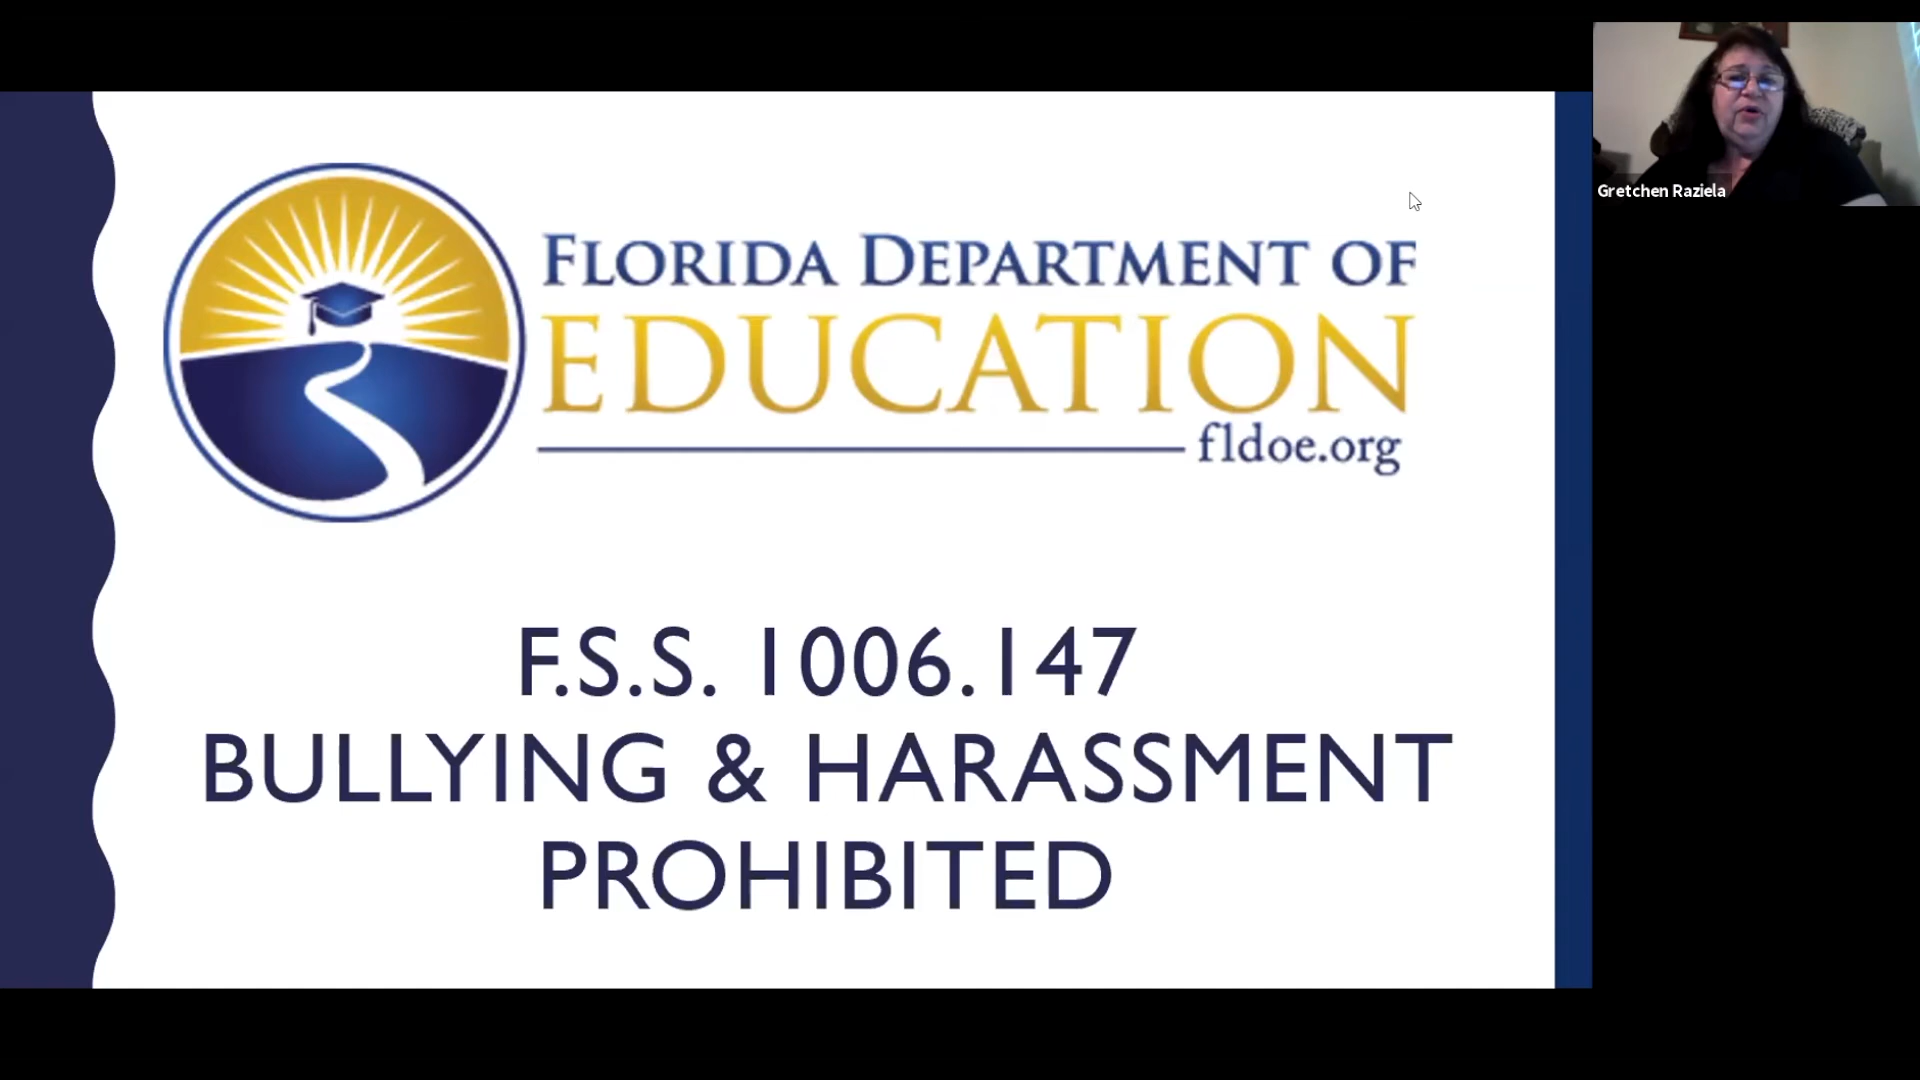 FLORIDA DEPARTMENT OF
EDUCATION
fldoe.org
F.S.S. 1006.147
BULLYING & HARASSMENT
PROHIBITED
Gretchen Raziela